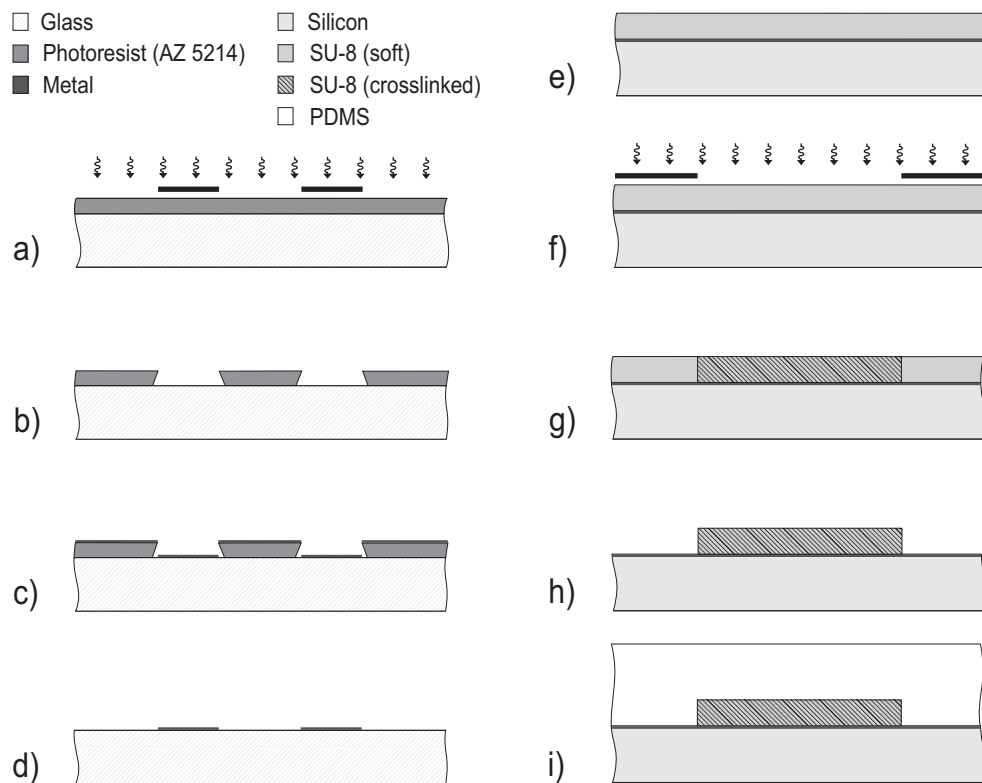 Glass
Photoresist (AZ 5214)
Metal
Silicon
SU-8 (soft)
SU-8 (crosslinked)
PDMS
a)
b)
c)
d)
e)
f)
g)
h)
i)